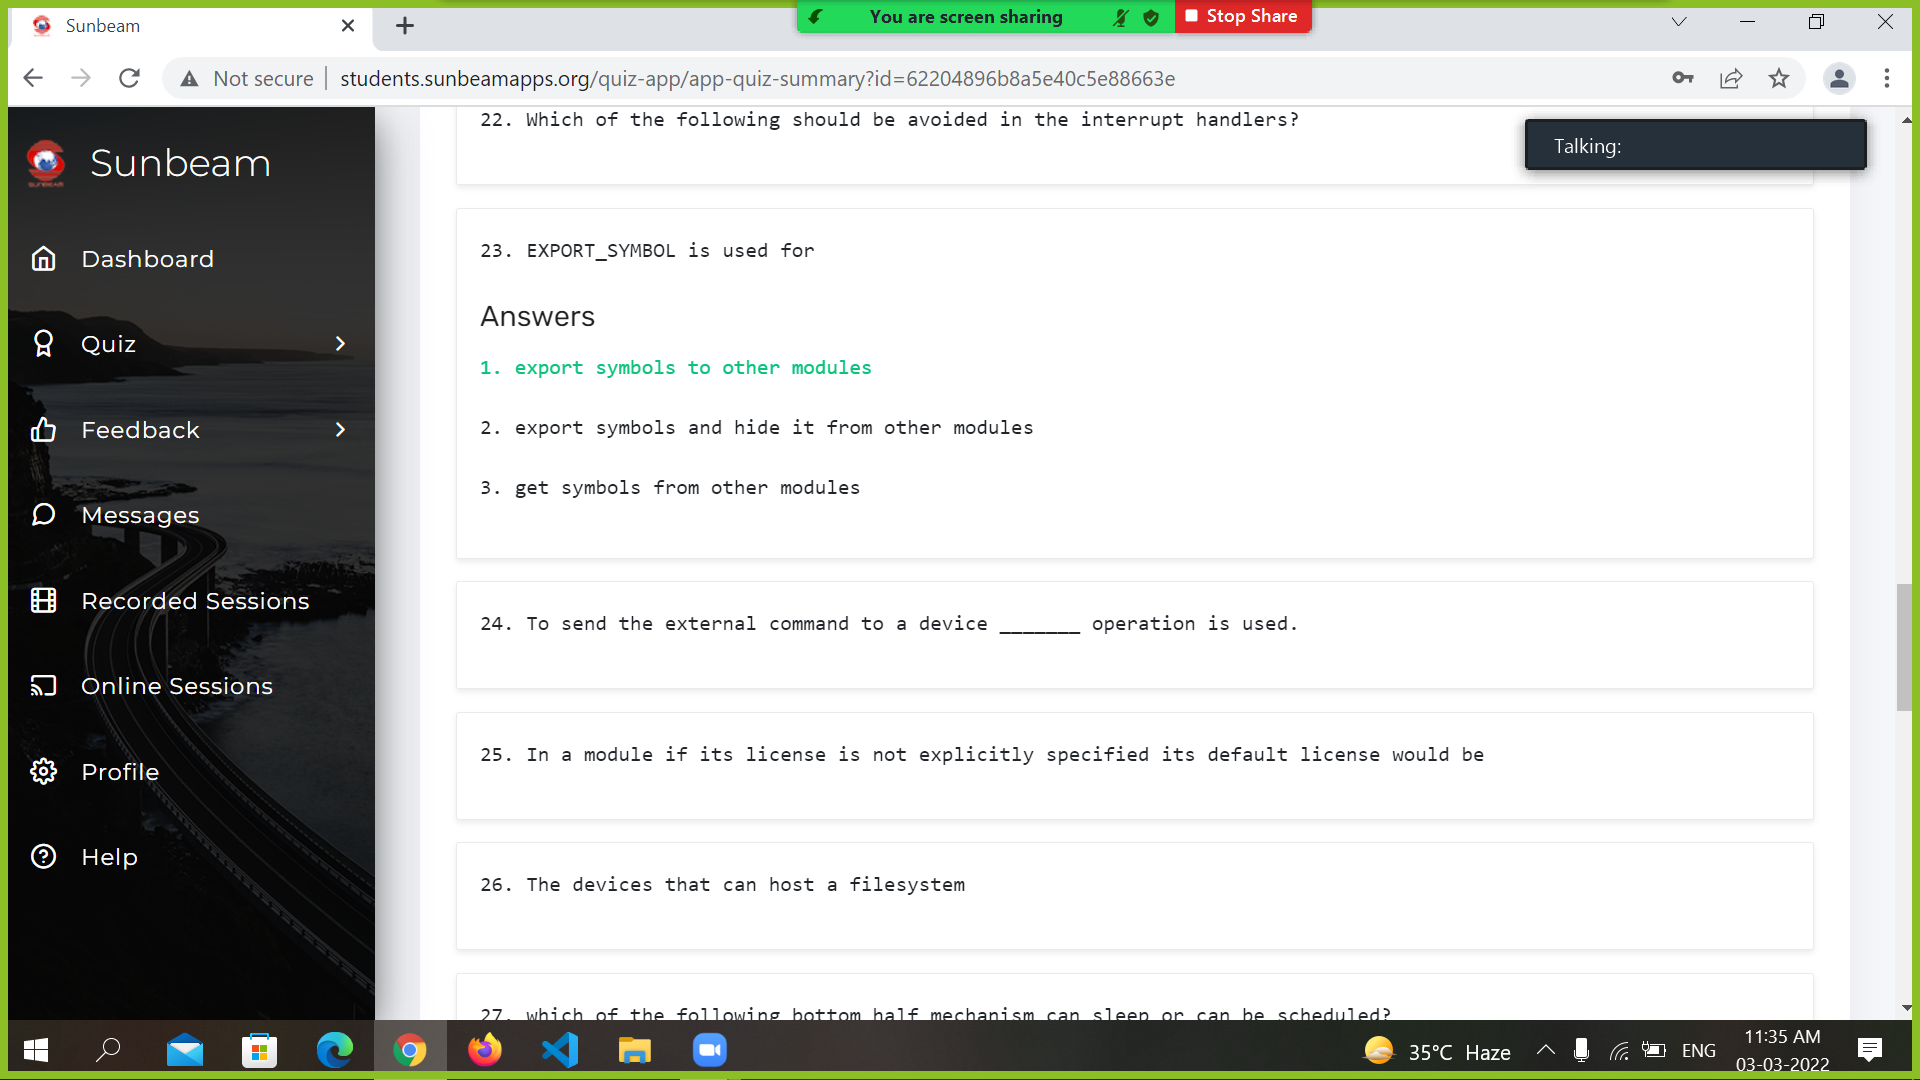 Sunbeam
You are screen sharing
Stop Share
Not secure
students.sunbeamapps.org/quiz-app/app-quiz-summary?id=62204896b8a5e40c5e88663e
Sunbeam
Dashboard
Quiz
Feedback
Messages
Recorded Sessions
Online Sessions
Profile
Help
22. Which of the following should be avoided in the interrupt handlers?
Talking:
23. EXPORT_SYMBOL is used for
Answers
1. export symbols to other modules
2. export symbols and hide it from other modules
3. get symbols from other modules
24. To send the external command to a device _______ operation is used.
25. In a module if its license is not explicitly specified its default license would be
26. The devices that can host a filesystem
27. which of the following bottom half mechanism can sleep or can be scheduled?
35°C Haze
ENG
11:35 AM
03-03-2022